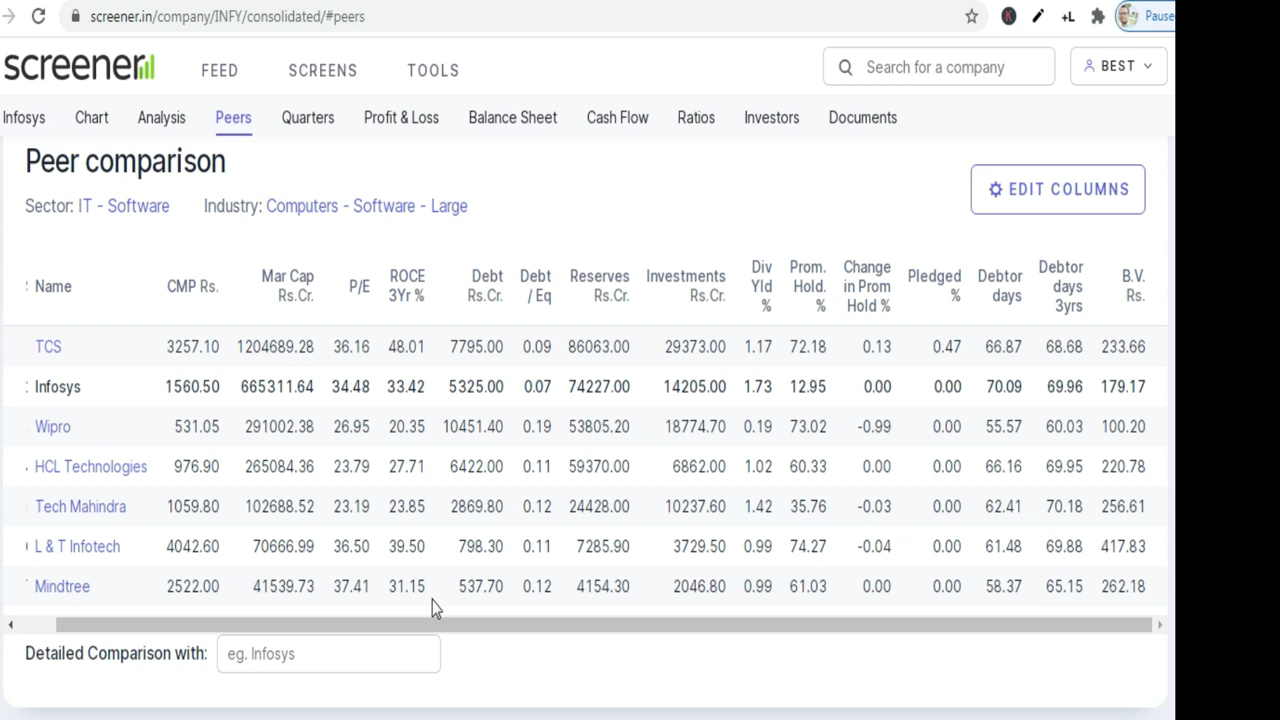 screener.in/company/INFY/consolidated/#peers
K +L Pause
screener FEED SCREENS TOOLS Search for a company BEST
Infosys Chart Analysis Peers Quarters Profit & Loss Balance Sheet Cash Flow Ratios Investors Documents
Peer comparison
Sector: IT - Software Industry: Computers - Software - Large
EDIT COLUMNS
Name CMP Rs. Mar Cap Rs.Cr. P/E ROCE 3Yr % Debt Rs.Cr. Debt / Eq Reserves Rs.Cr. Investments Rs.Cr. Div Yld % Prom. Hold. % Change in Prom Hold % Pledged % Debtor days Debtor days 3yrs B.V. Rs.
TCS 3257.10 1204689.28 36.16 48.01 7795.00 0.09 86063.00 29373.00 1.17 72.18 0.13 0.47 66.87 68.68 233.66
Infosys 1560.50 665311.64 34.48 33.42 5325.00 0.07 74227.00 14205.00 1.73 12.95 0.00 0.00 70.09 69.96 179.17
Wipro 531.05 291002.38 26.95 20.35 10451.40 0.19 53805.20 18774.70 0.19 73.02 -0.99 0.00 55.57 60.03 100.20
HCL Technologies 976.90 265084.36 23.79 27.71 6422.00 0.11 59370.00 6862.00 1.02 60.33 0.00 0.00 66.16 69.95 220.78
Tech Mahindra 1059.80 102688.52 23.19 23.85 2869.80 0.12 24428.00 10237.60 1.42 35.76 -0.03 0.00 62.41 70.18 256.61
L & T Infotech 4042.60 70666.99 36.50 39.50 798.30 0.11 7285.90 3729.50 0.99 74.27 -0.04 0.00 61.48 69.88 417.83
Mindtree 2522.00 41539.73 37.41 31.15 537.70 0.12 4154.30 2046.80 0.99 61.03 0.00 0.00 58.37 65.15 262.18
Detailed Comparison with: eg. Infosys